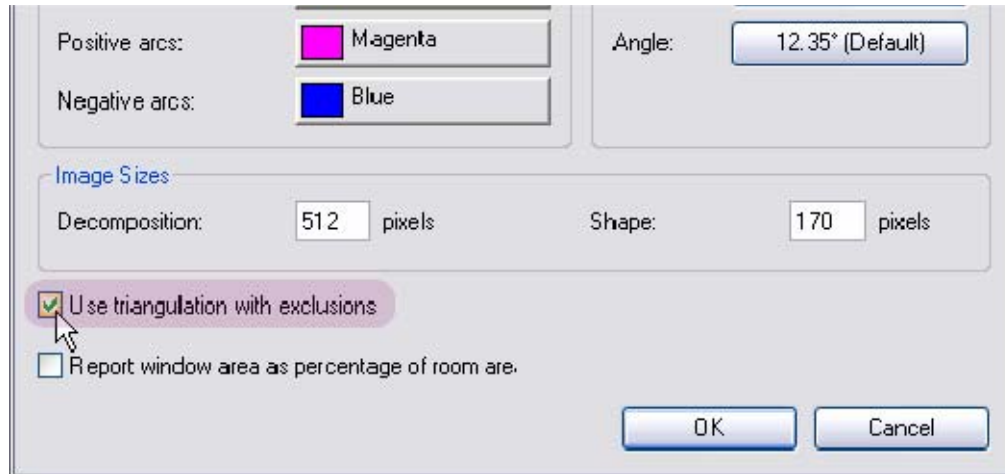 Positive arcs: Magenta
Angle: 12.35° (Default)
Negative arcs: Blue
Image Sizes
Decomposition: 512 pixels Shape: 170 pixels
Use triangulation with exclusions
Report window area as percentage of room are
OK Cancel